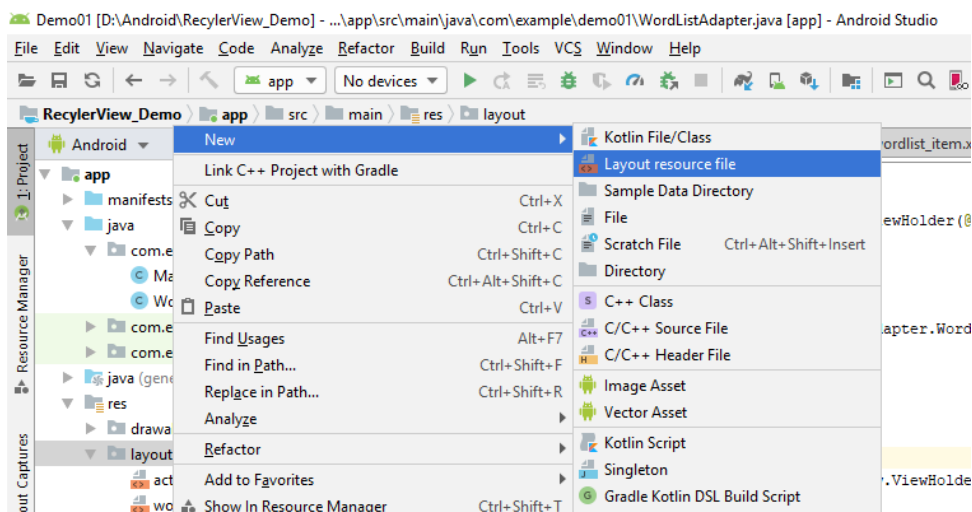 Demo01 [D:\Android\RecylerView_Demo] - ...\app\src\main\java\com\example\demo01\WordListAdapter.java [app] - Android Studio
File Edit View Navigate Code Analyze Refactor Build Run Tools VCS Window Help
app No devices
RecylerView_Demo app src main res layout
1: Project
Resource Manager
out Captures
Android
app
manifests
java
com.e
Ma
Wo
com.e
com.e
java (gene
res
drawa
layout
act
wo
New
Link C++ Project with Gradle
Cut Ctrl+X
Copy Ctrl+C
Copy Path Ctrl+Shift+C
Copy Reference Ctrl+Alt+Shift+C
Paste Ctrl+V
Find Usages Alt+F7
Find in Path... Ctrl+Shift+F
Replace in Path... Ctrl+Shift+R
Analyze
Refactor
Add to Favorites
Show In Resource Manager Ctrl+Shift+T
Kotlin File/Class
Layout resource file
Sample Data Directory
File
Scratch File Ctrl+Alt+Shift+Insert
Directory
S C++ Class
C++ C/C++ Source File
H C/C++ Header File
Image Asset
Vector Asset
Kotlin Script
Singleton
G Gradle Kotlin DSL Build Script
ordlist_item.x
ewHolder(@
apter.Word
.ViewHolde